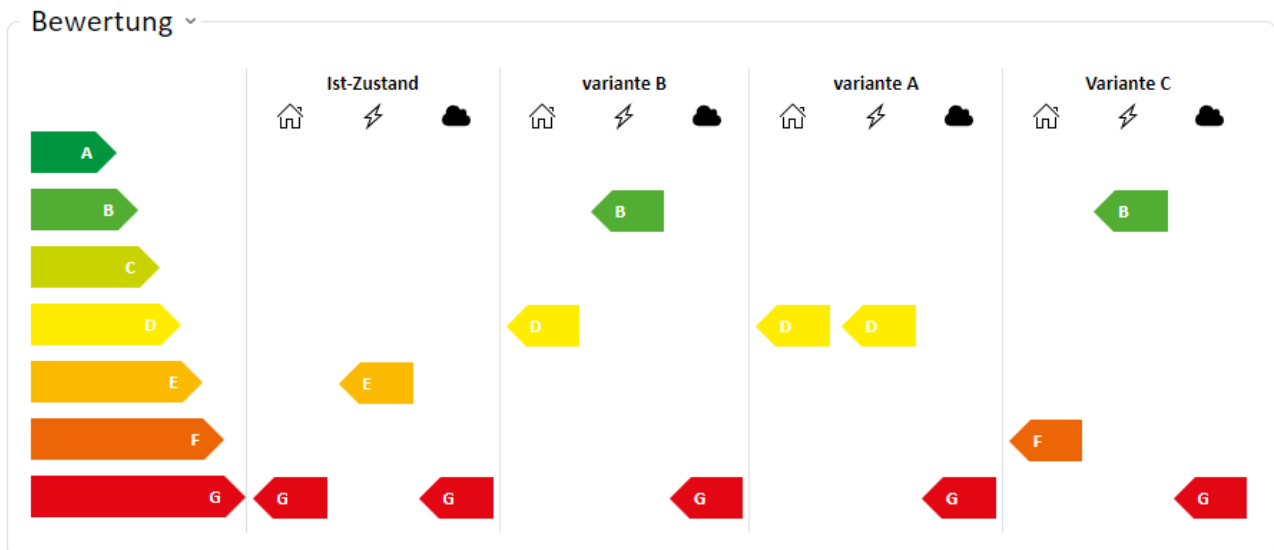 Bewertung
Ist-Zustand variante B variante A Variante C
A
B B B
C
D D D D
E E
F F
G G G G G G